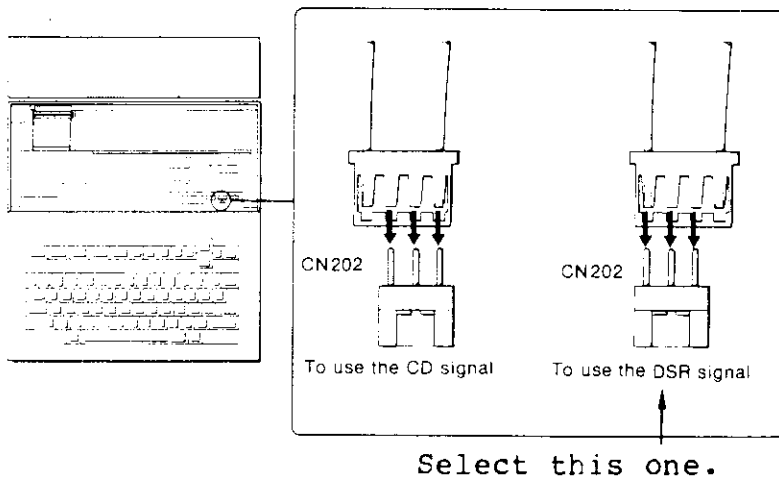 CN202
CN202
To use the CD signal
To use the DSR signal
Select this one.